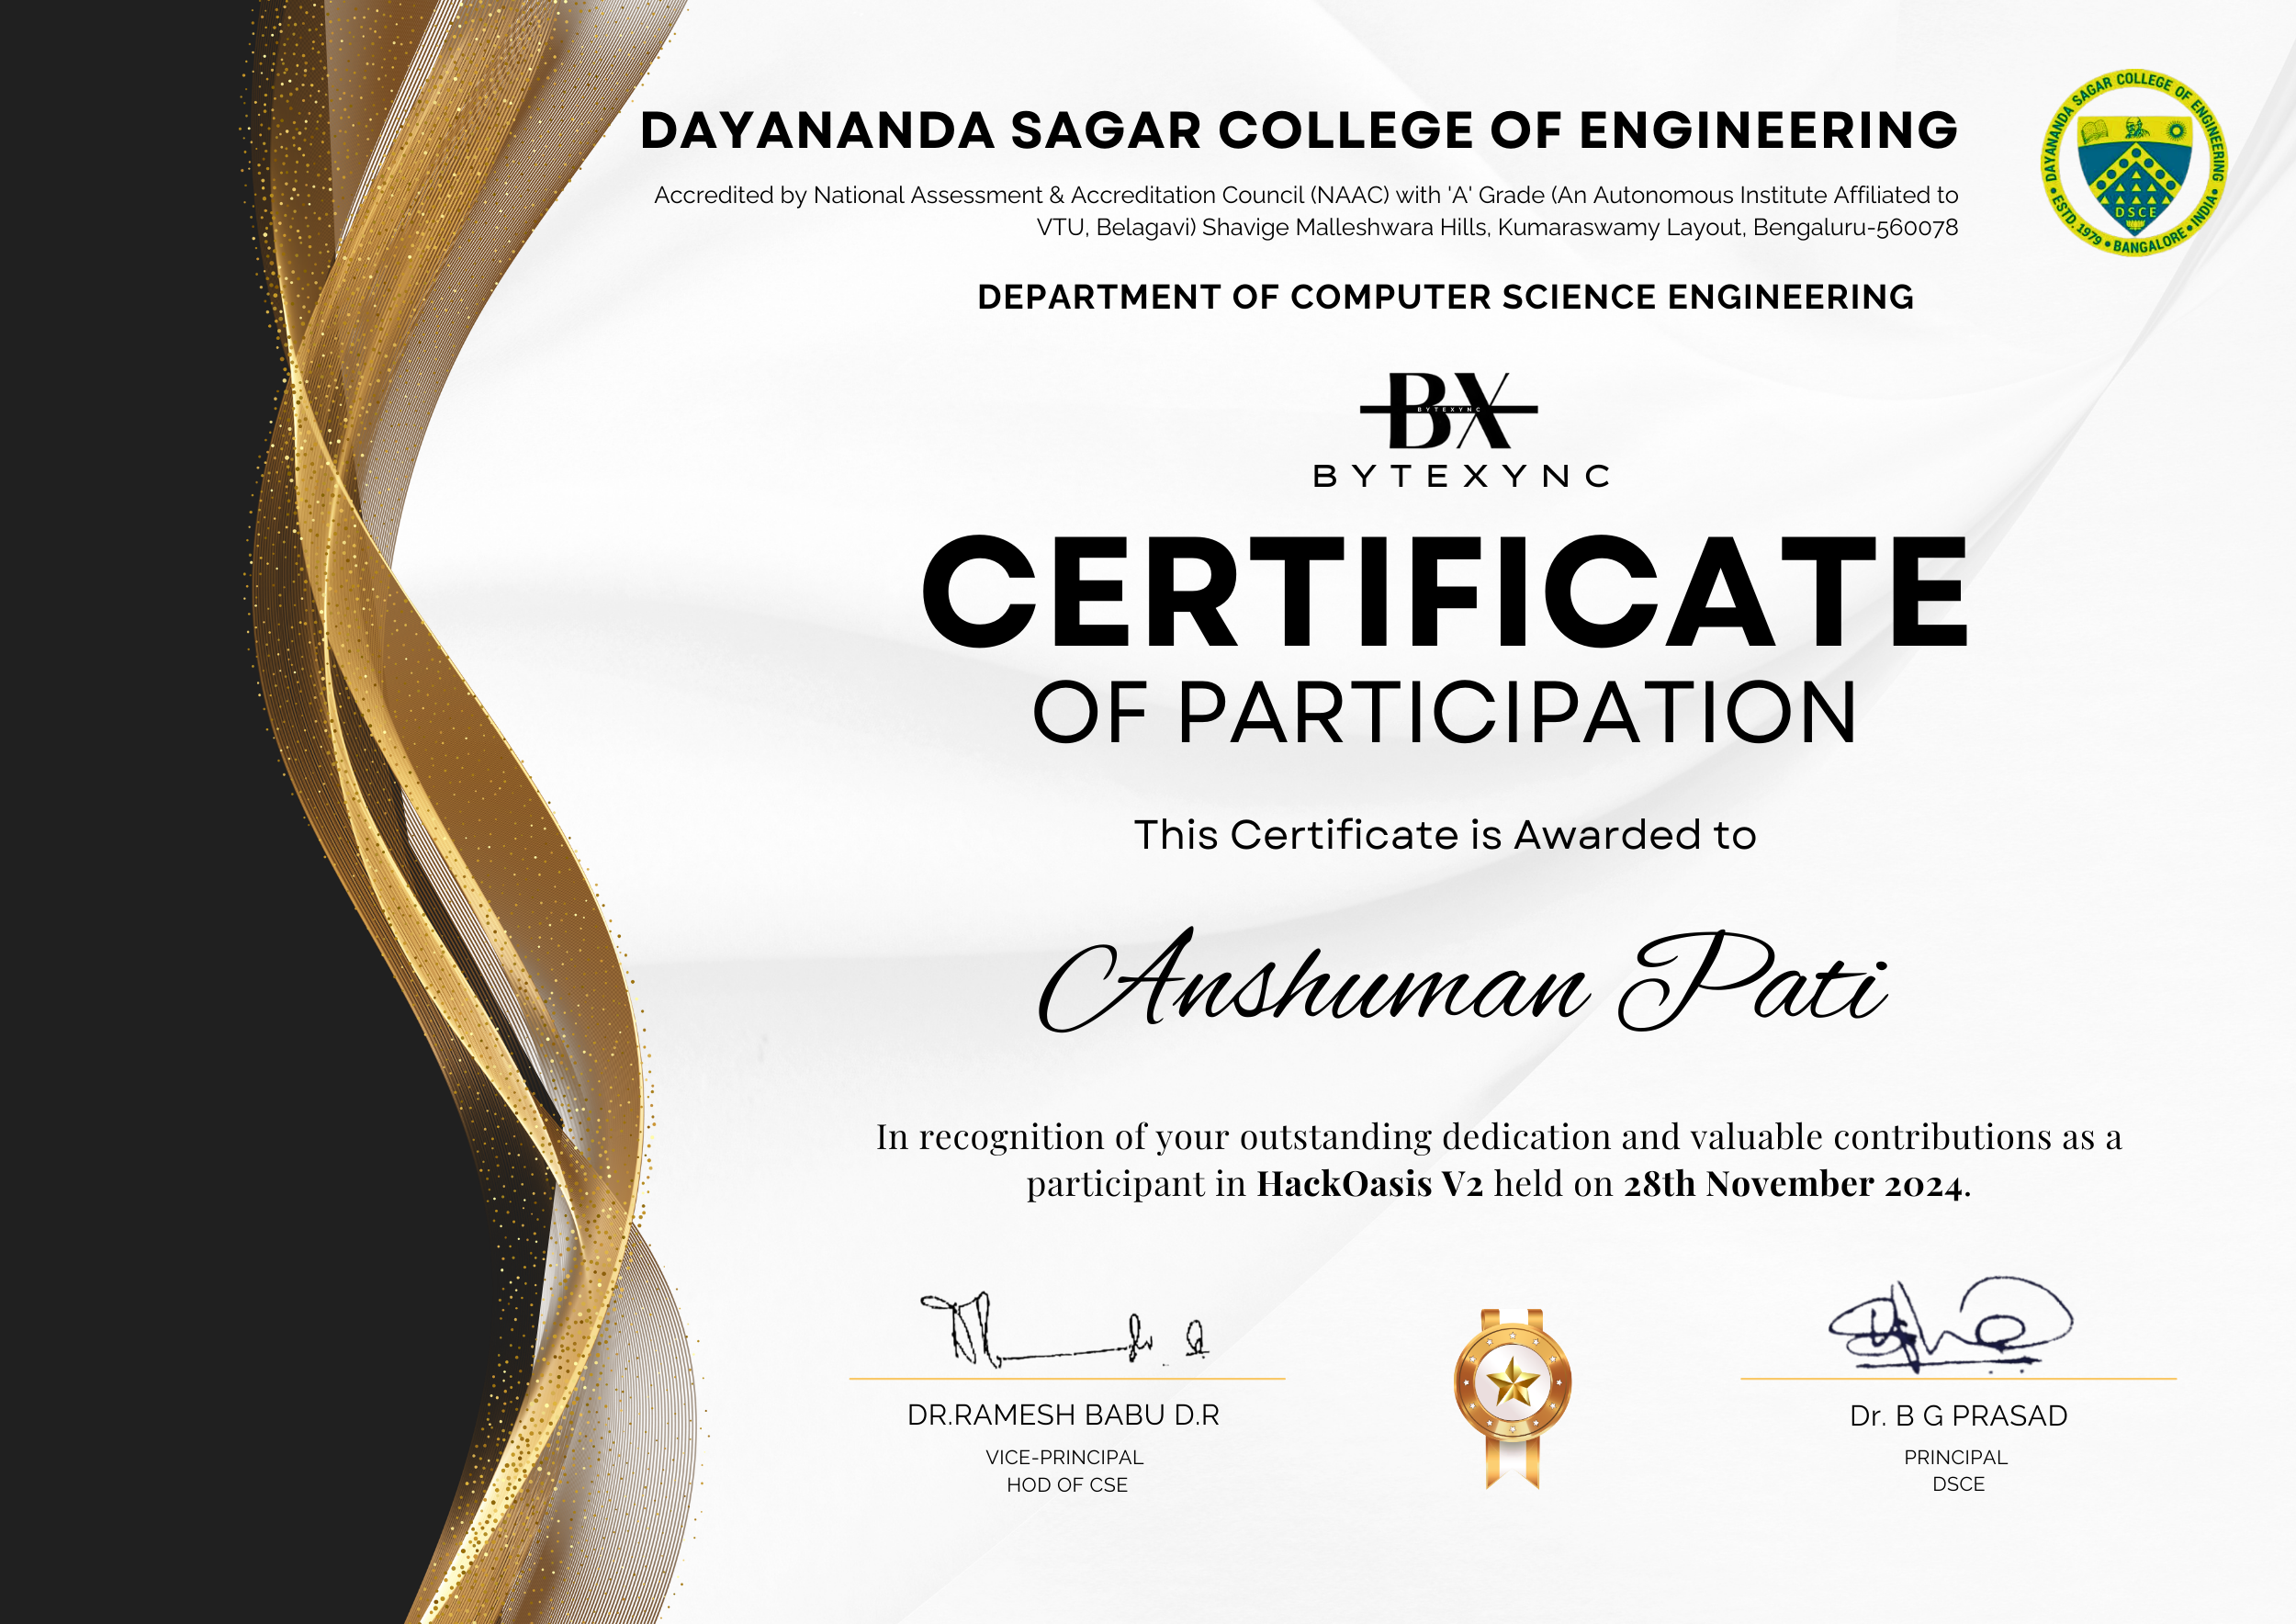 DAYANANDA SAGAR COLLEGE OF ENGINEERING
Accredited by National Assessment & Accreditation Council (NAAC) with 'A' Grade (An Autonomous Institute Affiliated to
VTU, Belagavi) Shavige Malleshwara Hills, Kumaraswamy Layout, Bengaluru-560078
DAYANANDA SAGAR COLLEGE OF ENGINEERING
ESTD. 1979 • BANGALORE • INDIA
DSCE
DEPARTMENT OF COMPUTER SCIENCE ENGINEERING
BX
BYTEXYNC
BYTEXYNC
CERTIFICATE
OF PARTICIPATION
This Certificate is Awarded to
Anshuman Pati
In recognition of your outstanding dedication and valuable contributions as a
participant in HackOasis V2 held on 28th November 2024.
DR.RAMESH BABU D.R
VICE-PRINCIPAL
HOD OF CSE
Dr. B G PRASAD
PRINCIPAL
DSCE